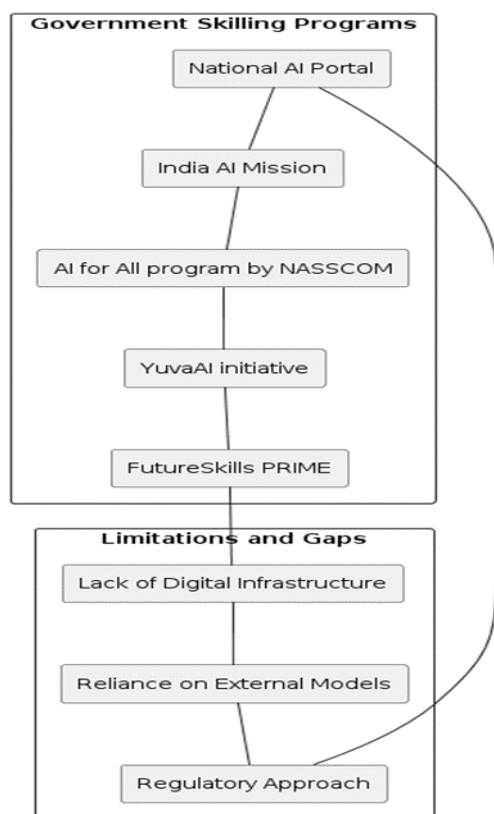 Government Skilling Programs
National AI Portal
India AI Mission
AI for All program by NASSCOM
YuvaAI initiative
FutureSkills PRIME
Limitations and Gaps
Lack of Digital Infrastructure
Reliance on External Models
Regulatory Approach